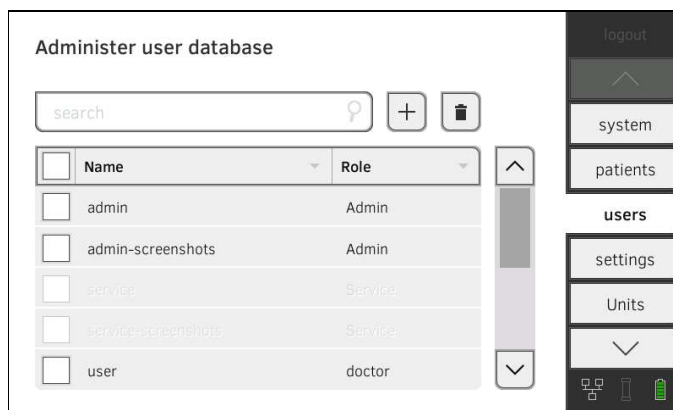 Administer user database
logout
search
system
Name Role
patients
admin Admin
users
admin-screenshots Admin
settings
service Service
Units
service-screenshots Service
user doctor